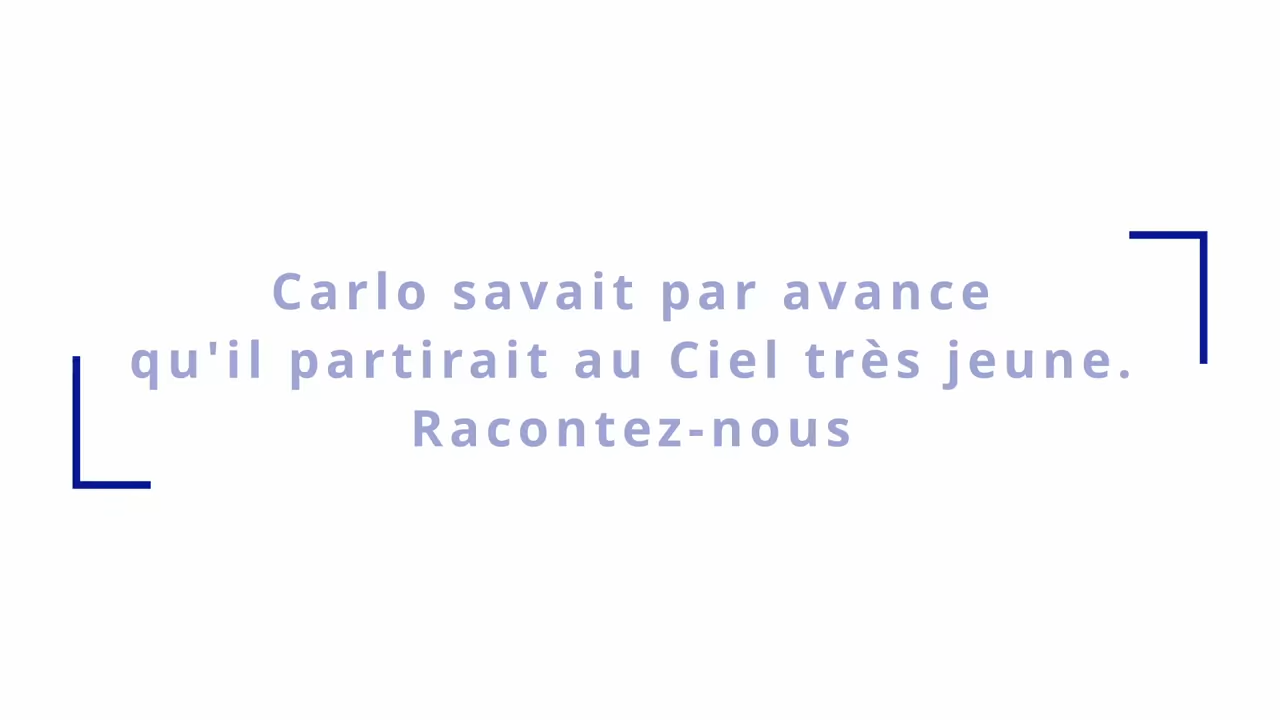 Carlo savait par avance
qu'il partirait au Ciel très jeune.
Racontez-nous